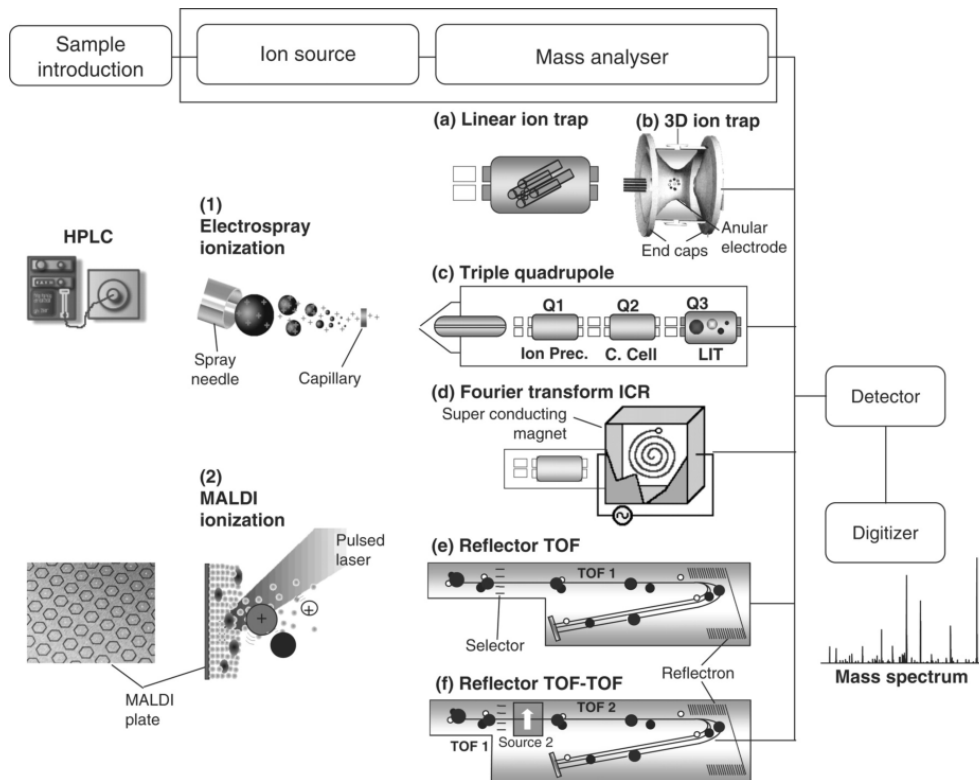 Sample
introduction
Ion source
Mass analyser
(a) Linear ion trap
(b) 3D ion trap
End caps
Anular
electrode
HPLC
(1)
Electrospray
ionization
Spray
needle
Capillary
(c) Triple quadrupole
Q1
Q2
Q3
Ion Prec.
C. Cell
LIT
(d) Fourier transform ICR
Super conducting
magnet
Detector
Digitizer
(2)
MALDI
ionization
Pulsed
laser
MALDI
plate
(e) Reflector TOF
TOF 1
Selector
Reflectron
(f) Reflector TOF-TOF
TOF 2
TOF 1
Source 2
Mass spectrum